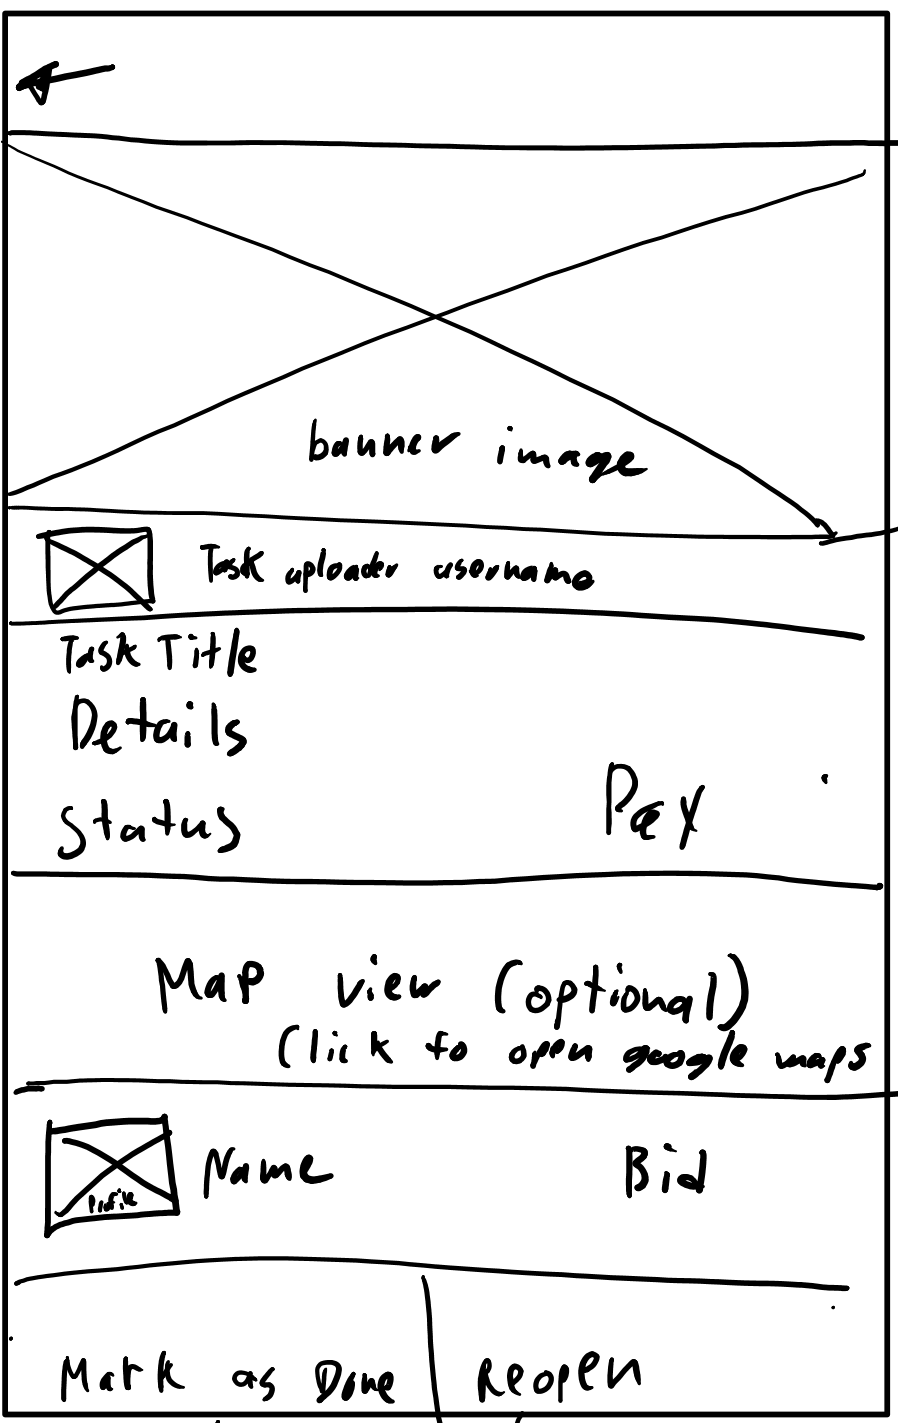 banner image
Task uploader username
Task Title
Details
Status
Pay
Map view (optional)
Click to open google maps
Profile
Name
Bid
Mark as Done
Reopen